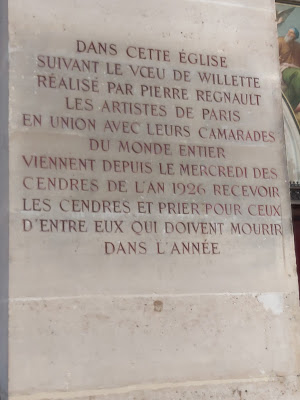 DANS CETTE ÉGLISE
SUIVANT LE VŒU DE WILLETTE
RÉALISÉ PAR PIERRE REGNAULT
LES ARTISTES DE PARIS
EN UNION AVEC LEURS CAMARADES
DU MONDE ENTIER
VIENNENT DEPUIS LE MERCREDI DES
CENDRES DE L'AN 1926 RECEVOIR
LES CENDRES ET PRIER POUR CEUX
D'ENTRE EUX QUI DOIVENT MOURIR
DANS L'ANNÉE